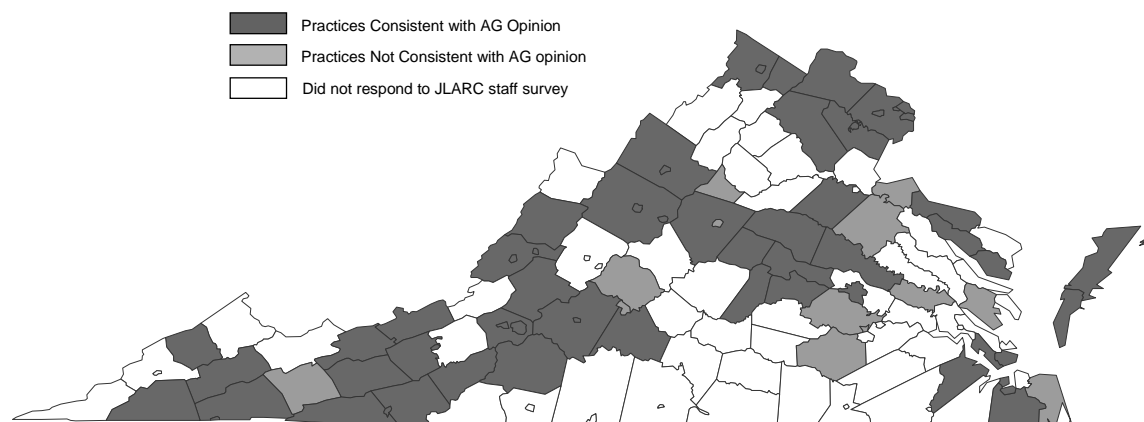 Practices Consistent with AG Opinion
Practices Not Consistent with AG opinion
Did not respond to JLARC staff survey